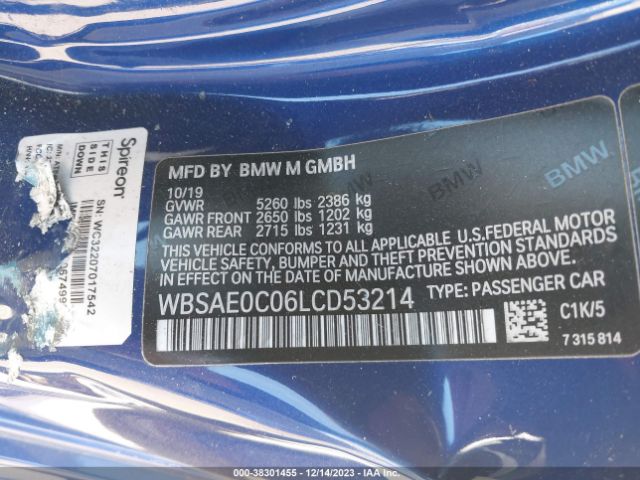 Spireon
THIS
SIDE
DOWN
SN: WC32207017542
MFD BY BMW M GMBH
10/19
GVWR 5260 lbs 2386 kg
GAWR FRONT 2650 lbs 1202 kg
GAWR REAR 2715 lbs 1231 kg
THIS VEHICLE CONFORMS TO ALL APPLICABLE U.S.FEDERAL MOTOR
VEHICLE SAFETY, BUMPER AND THEFT PREVENTION STANDARDS
IN EFFECT ON THE DATE OF MANUFACTURE SHOWN ABOVE.
WBSAE0C06LCD53214 TYPE: PASSENGER CAR
C1K/5
7 315 814
BMW
BMW
BMW
000-38301455 - 12/14/2023 - IAA Inc.